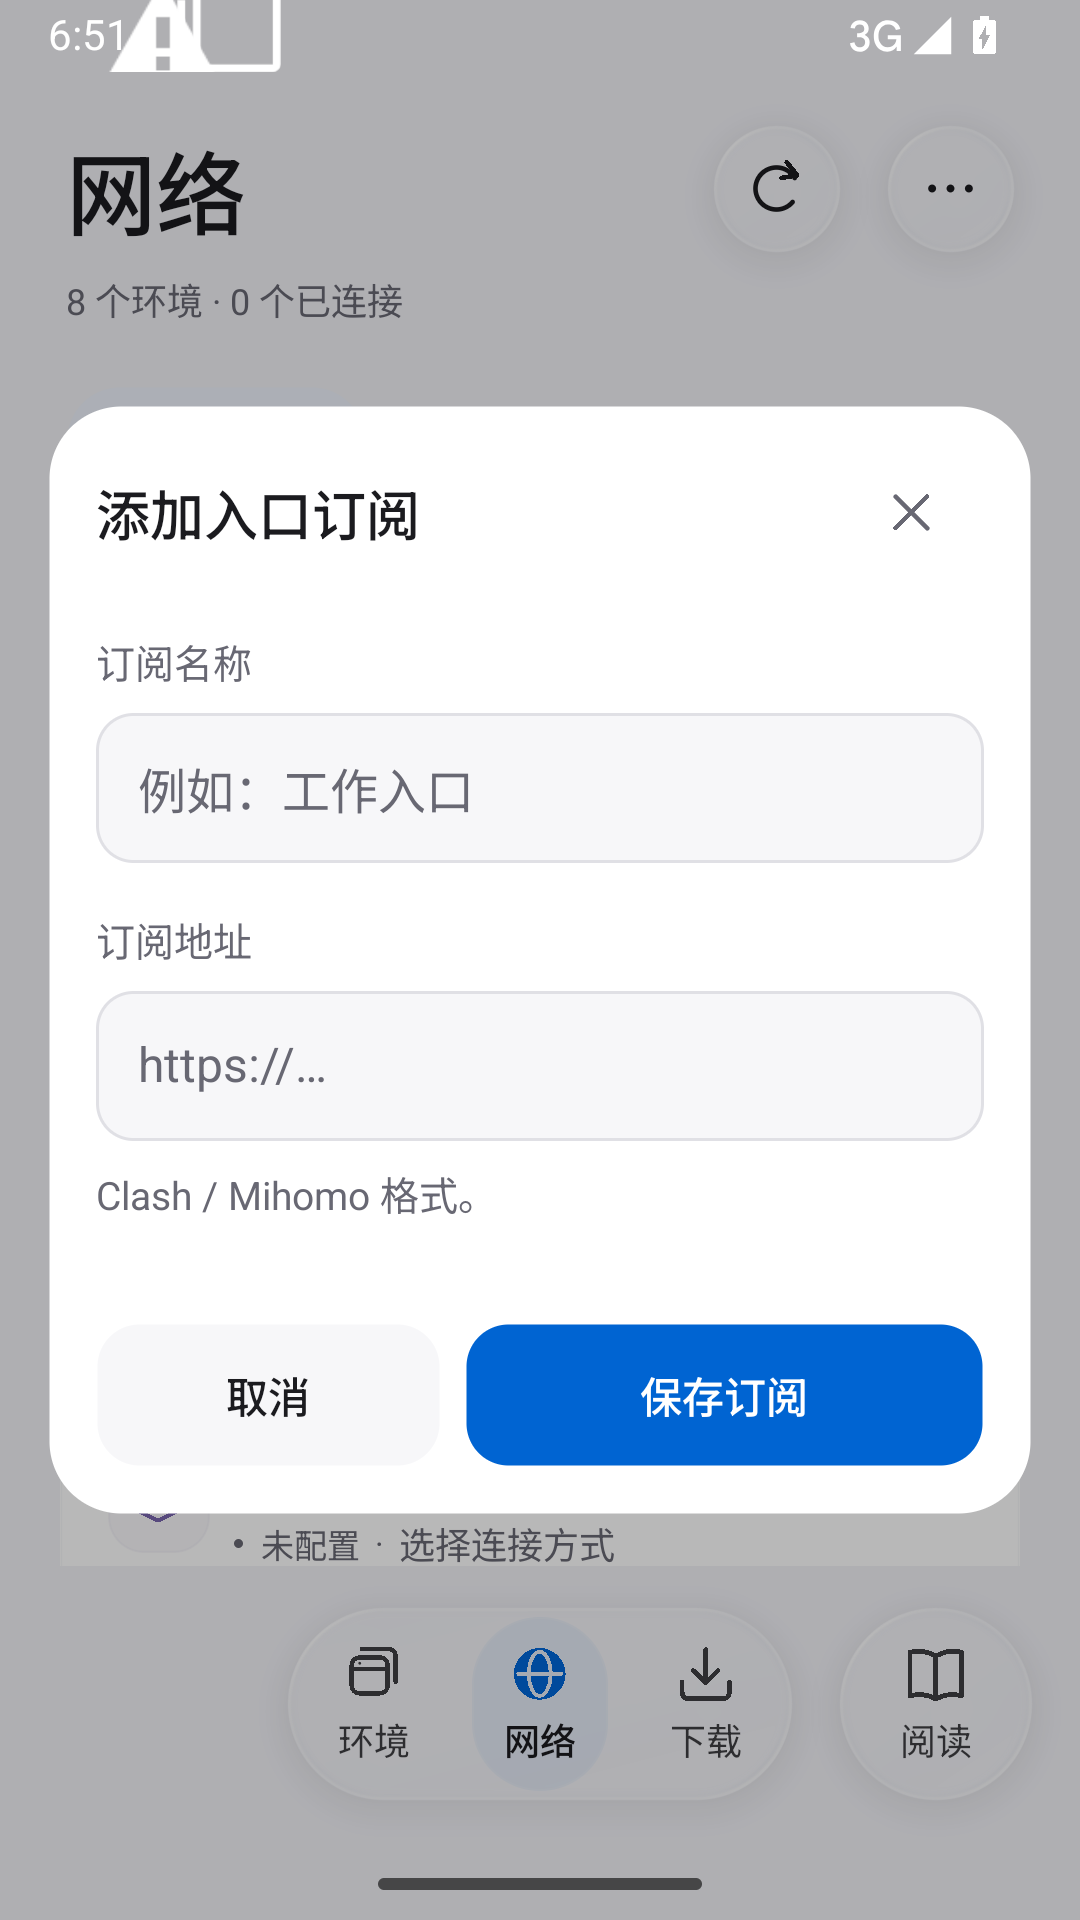 6:51
3G
网络
8 个环境 · 0 个已连接
添加入口订阅
订阅名称
例如：工作入口
订阅地址
https://...
Clash / Mihomo 格式。
取消
保存订阅
• 未配置 · 选择连接方式
环境
网络
下载
阅读